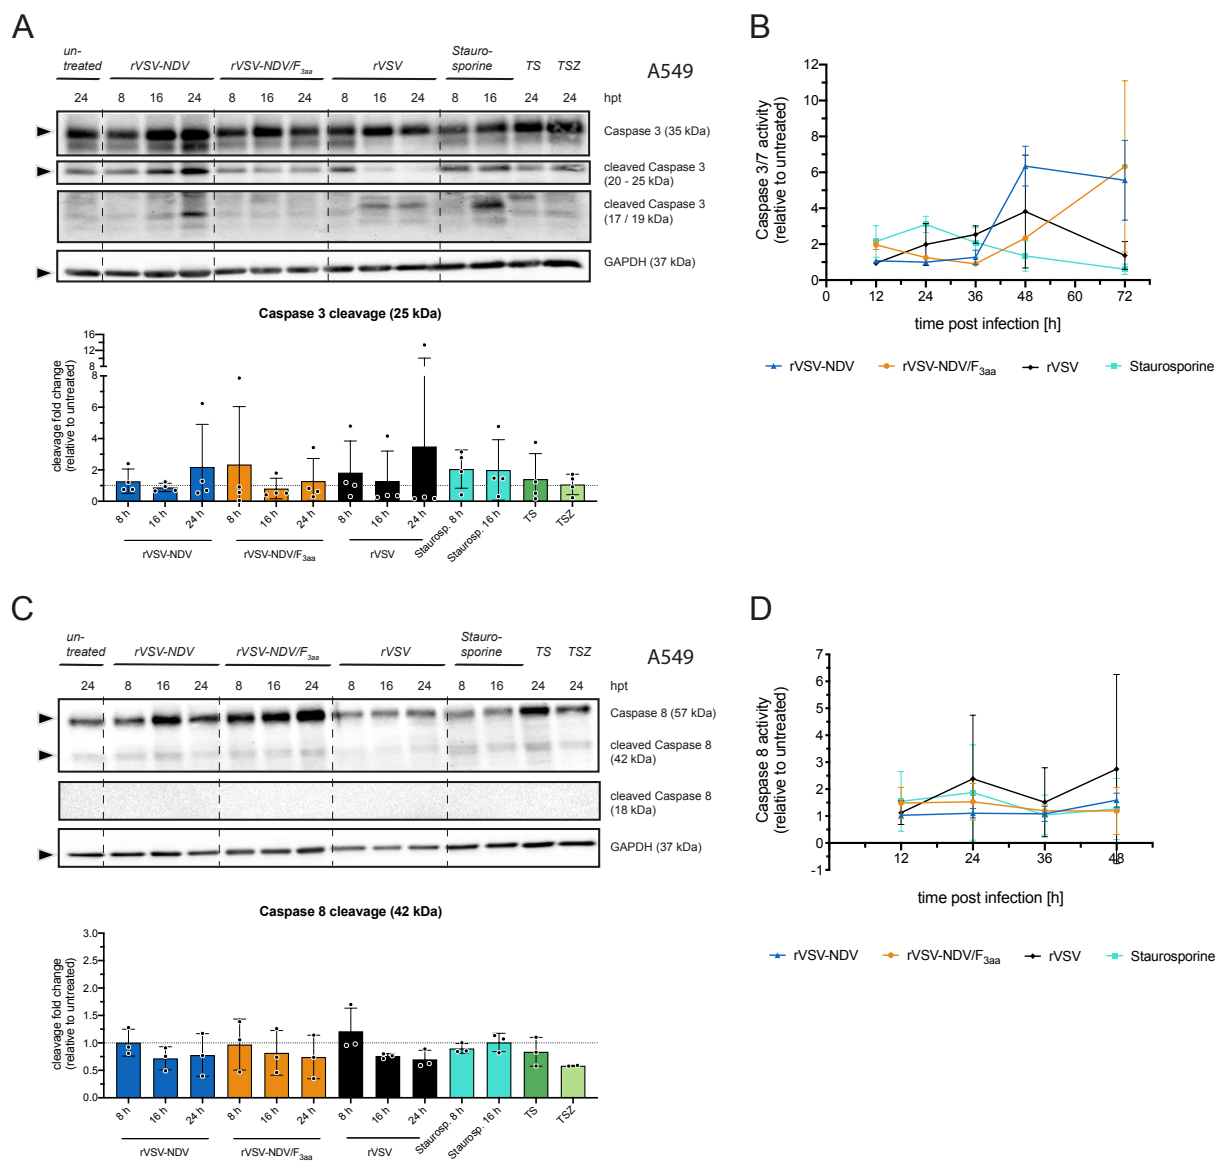 A
un-
treated
rVSV-NDV
rVSV-NDV/F3aa
rVSV
Stauro-
sporine
TS
TSZ
A549
24 8 16 24 8 16 24 8 16 24 8 16 24 24 hpt
Caspase 3 (35 kDa)
cleaved Caspase 3
(20 - 25 kDa)
cleaved Caspase 3
(17 / 19 kDa)
GAPDH (37 kDa)
Caspase 3 cleavage (25 kDa)
cleavage fold change
(relative to untreated)
16
14
12
10
8
6
4
2
0
8 h 16 h 24 h 8 h 16 h 24 h 8 h 16 h 24 h Staurosp. 8 h Staurosp. 16 h TS TSZ
rVSV-NDV rVSV-NDV/F3aa rVSV
B
Caspase 3/7 activity
(relative to untreated)
12
10
8
6
4
2
0
0 12 24 36 48 60 72
time post infection [h]
rVSV-NDV rVSV-NDV/F3aa rVSV Staurosporine
C
un-
treated
rVSV-NDV
rVSV-NDV/F3aa
rVSV
Stauro-
sporine
TS
TSZ
A549
24 8 16 24 8 16 24 8 16 24 8 16 24 24 hpt
Caspase 8 (57 kDa)
cleaved Caspase 8
(42 kDa)
cleaved Caspase 8
(18 kDa)
GAPDH (37 kDa)
Caspase 8 cleavage (42 kDa)
cleavage fold change
(relative to untreated)
3.0
2.5
2.0
1.5
1.0
0.5
0.0
8 h 16 h 24 h 8 h 16 h 24 h 8 h 16 h 24 h Staurosp. 8 h Staurosp. 16 h TS TSZ
rVSV-NDV rVSV-NDV/F3aa rVSV
D
Caspase 8 activity
(relative to untreated)
7
6
5
4
3
2
1
0
-1
12 24 36 48
time post infection [h]
rVSV-NDV rVSV-NDV/F3aa rVSV Staurosporine